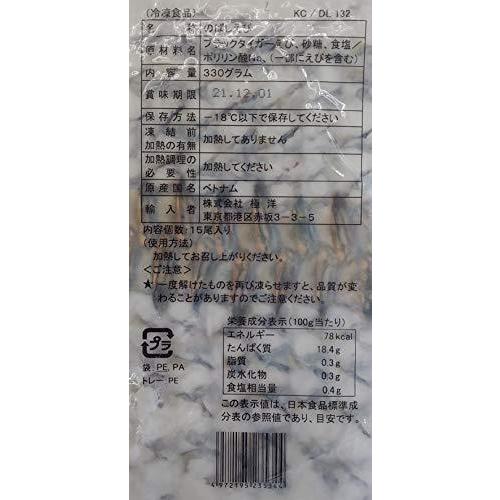 (冷凍食品) KC/DL132
名称 のばしえび
原材料名 ブラックタイガーえび、砂糖、食塩/
ポリリン酸Na、(一部にえびを含む)
内容量 330グラム
賞味期限 21.12.01
保存方法 -18℃以下で保存してください
凍結前
加熱の有無 加熱してありません
加熱調理の
必要性 加熱してください
原産国名 ベトナム
輸入者 株式会社 極洋
東京都港区赤坂3-3-5
内容個数:15尾入り
(使用方法)
加熱してお召し上がりください。
<ご注意>
★一度解けたものを再び凍らせますと、品質が変
わることがありますのでご注意ください。
プラ
袋 PE, PA
トレー PE
栄養成分表示(100g当たり)
エネルギー 78kcal
たんぱく質 18.4g
脂質 0.3g
炭水化物 0.3g
食塩相当量 0.4g
この表示値は、日本食品標準成
分表の参照値であり、目安です。
4972195235344